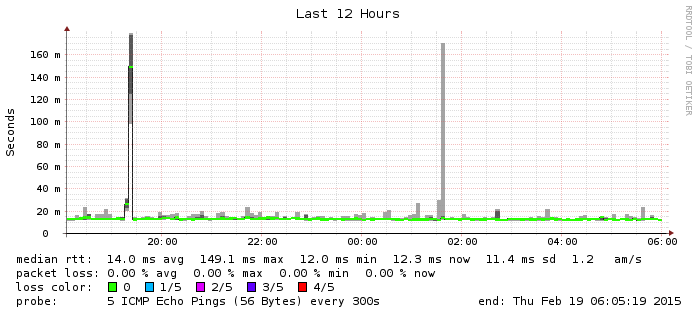 Last 12 Hours
RRDTOOL / TOBI OETIKER
Seconds
160 m
140 m
120 m
100 m
80 m
60 m
40 m
20 m
0
20:00 22:00 00:00 02:00 04:00 06:00
median rtt: 14.0 ms avg 149.1 ms max 12.0 ms min 12.3 ms now 11.4 ms sd 1.2 am/s
packet loss: 0.00 % avg 0.00 % max 0.00 % min 0.00 % now
loss color: 0 1/5 2/5 3/5 4/5
probe: 5 ICMP Echo Pings (56 Bytes) every 300s end: Thu Feb 19 06:05:19 2015